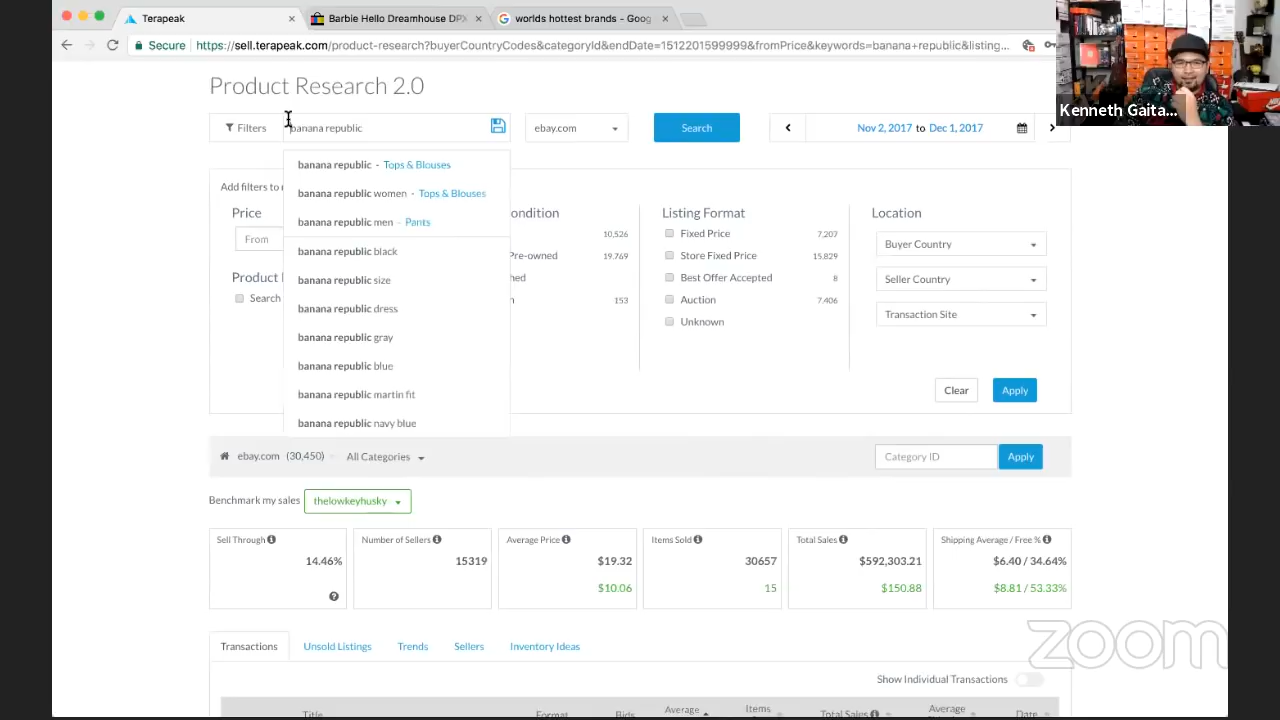 Terapeak
Barbie Hello Dreamhouse DPX
worlds hottest brands - Goog
Secure
https://sell.terapeak.com/product-research?buyerCountryCodes&categoryId&endDate=1512201599999&fromPrice&keywords=banana+republic&listing...
Kenneth Gaita...
Product Research 2.0
Filters
banana republic
ebay.com
Search
Nov 2, 2017 to Dec 1, 2017
banana republic - Tops & Blouses
banana republic women - Tops & Blouses
banana republic men - Pants
banana republic black
banana republic size
banana republic dress
banana republic gray
banana republic blue
banana republic martin fit
banana republic navy blue
Add filters to
Price
From
Product
Search
ondition
10,526
Pre-owned 19,769
hed
153
Listing Format
Fixed Price 7,207
Store Fixed Price 15,829
Best Offer Accepted 8
Auction 7,406
Unknown
Location
Buyer Country
Seller Country
Transaction Site
Clear
Apply
ebay.com (30,450)
All Categories
Category ID
Apply
Benchmark my sales
thelowkeyhusky
Sell Through
14.46%
Number of Sellers
15319
Average Price
$19.32
$10.06
Items Sold
30657
15
Total Sales
$592,303.21
$150.88
Shipping Average / Free %
$6.40 / 34.64%
$8.81 / 53.33%
Transactions
Unsold Listings
Trends
Sellers
Inventory Ideas
zoom
Show Individual Transactions
Title
Format
Bids
Average
Items
Total Sales
Average
Date